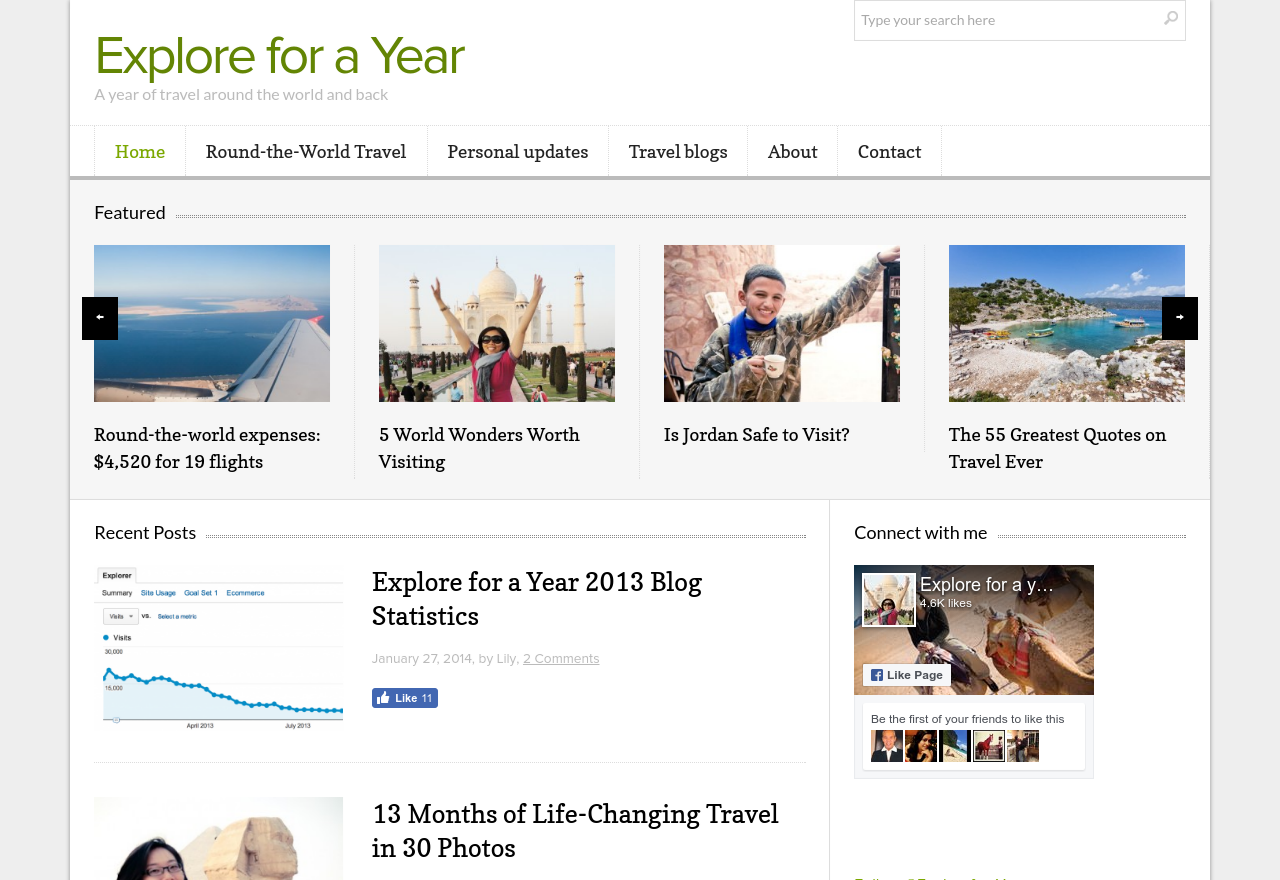 Type your search here
Explore for a Year
A year of travel around the world and back
Home
Round-the-World Travel
Personal updates
Travel blogs
About
Contact
Featured
Round-the-world expenses:
$4,520 for 19 flights
5 World Wonders Worth
Visiting
Is Jordan Safe to Visit?
The 55 Greatest Quotes on
Travel Ever
Recent Posts
Explorer
Summary Site Usage Goal Set 1 Ecommerce
Visits VS. Select a metric
Visits
30,000
15,000
April 2013 July 2013
Explore for a Year 2013 Blog
Statistics
January 27, 2014, by Lily, 2 Comments
Like 11
13 Months of Life-Changing Travel
in 30 Photos
Connect with me
Explore for a y…
4.6K likes
Like Page
Be the first of your friends to like this